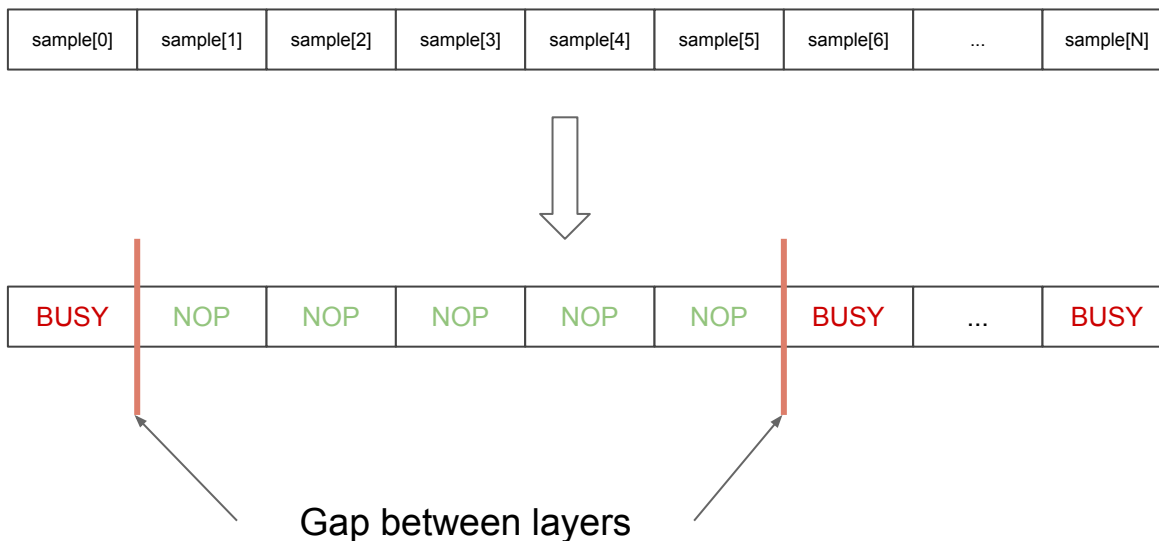 sample[0] sample[1] sample[2] sample[3] sample[4] sample[5] sample[6] ... sample[N]
BUSY NOP NOP NOP NOP NOP BUSY ... BUSY
Gap between layers